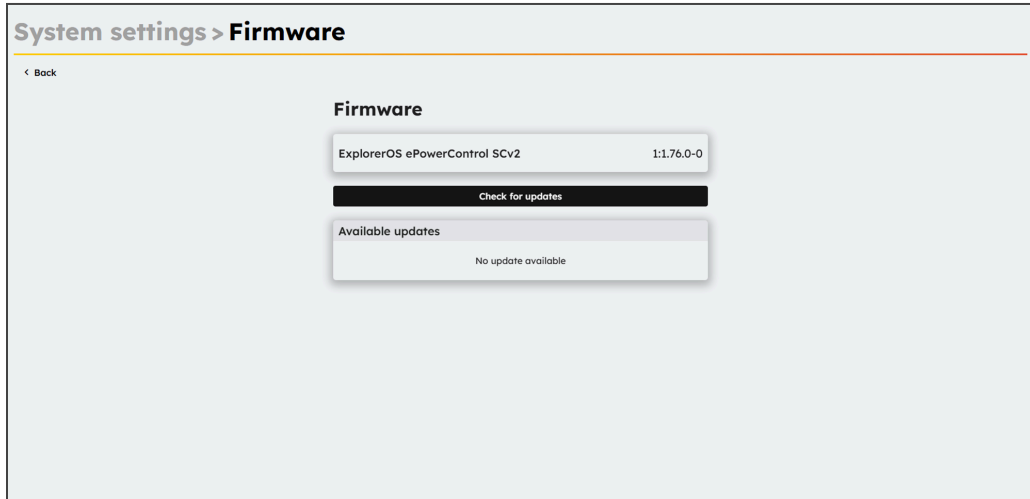 System settings > Firmware
< Back
Firmware
ExplorerOS ePowerControl SCv2 1:1.76.0-0
Check for updates
Available updates
No update available